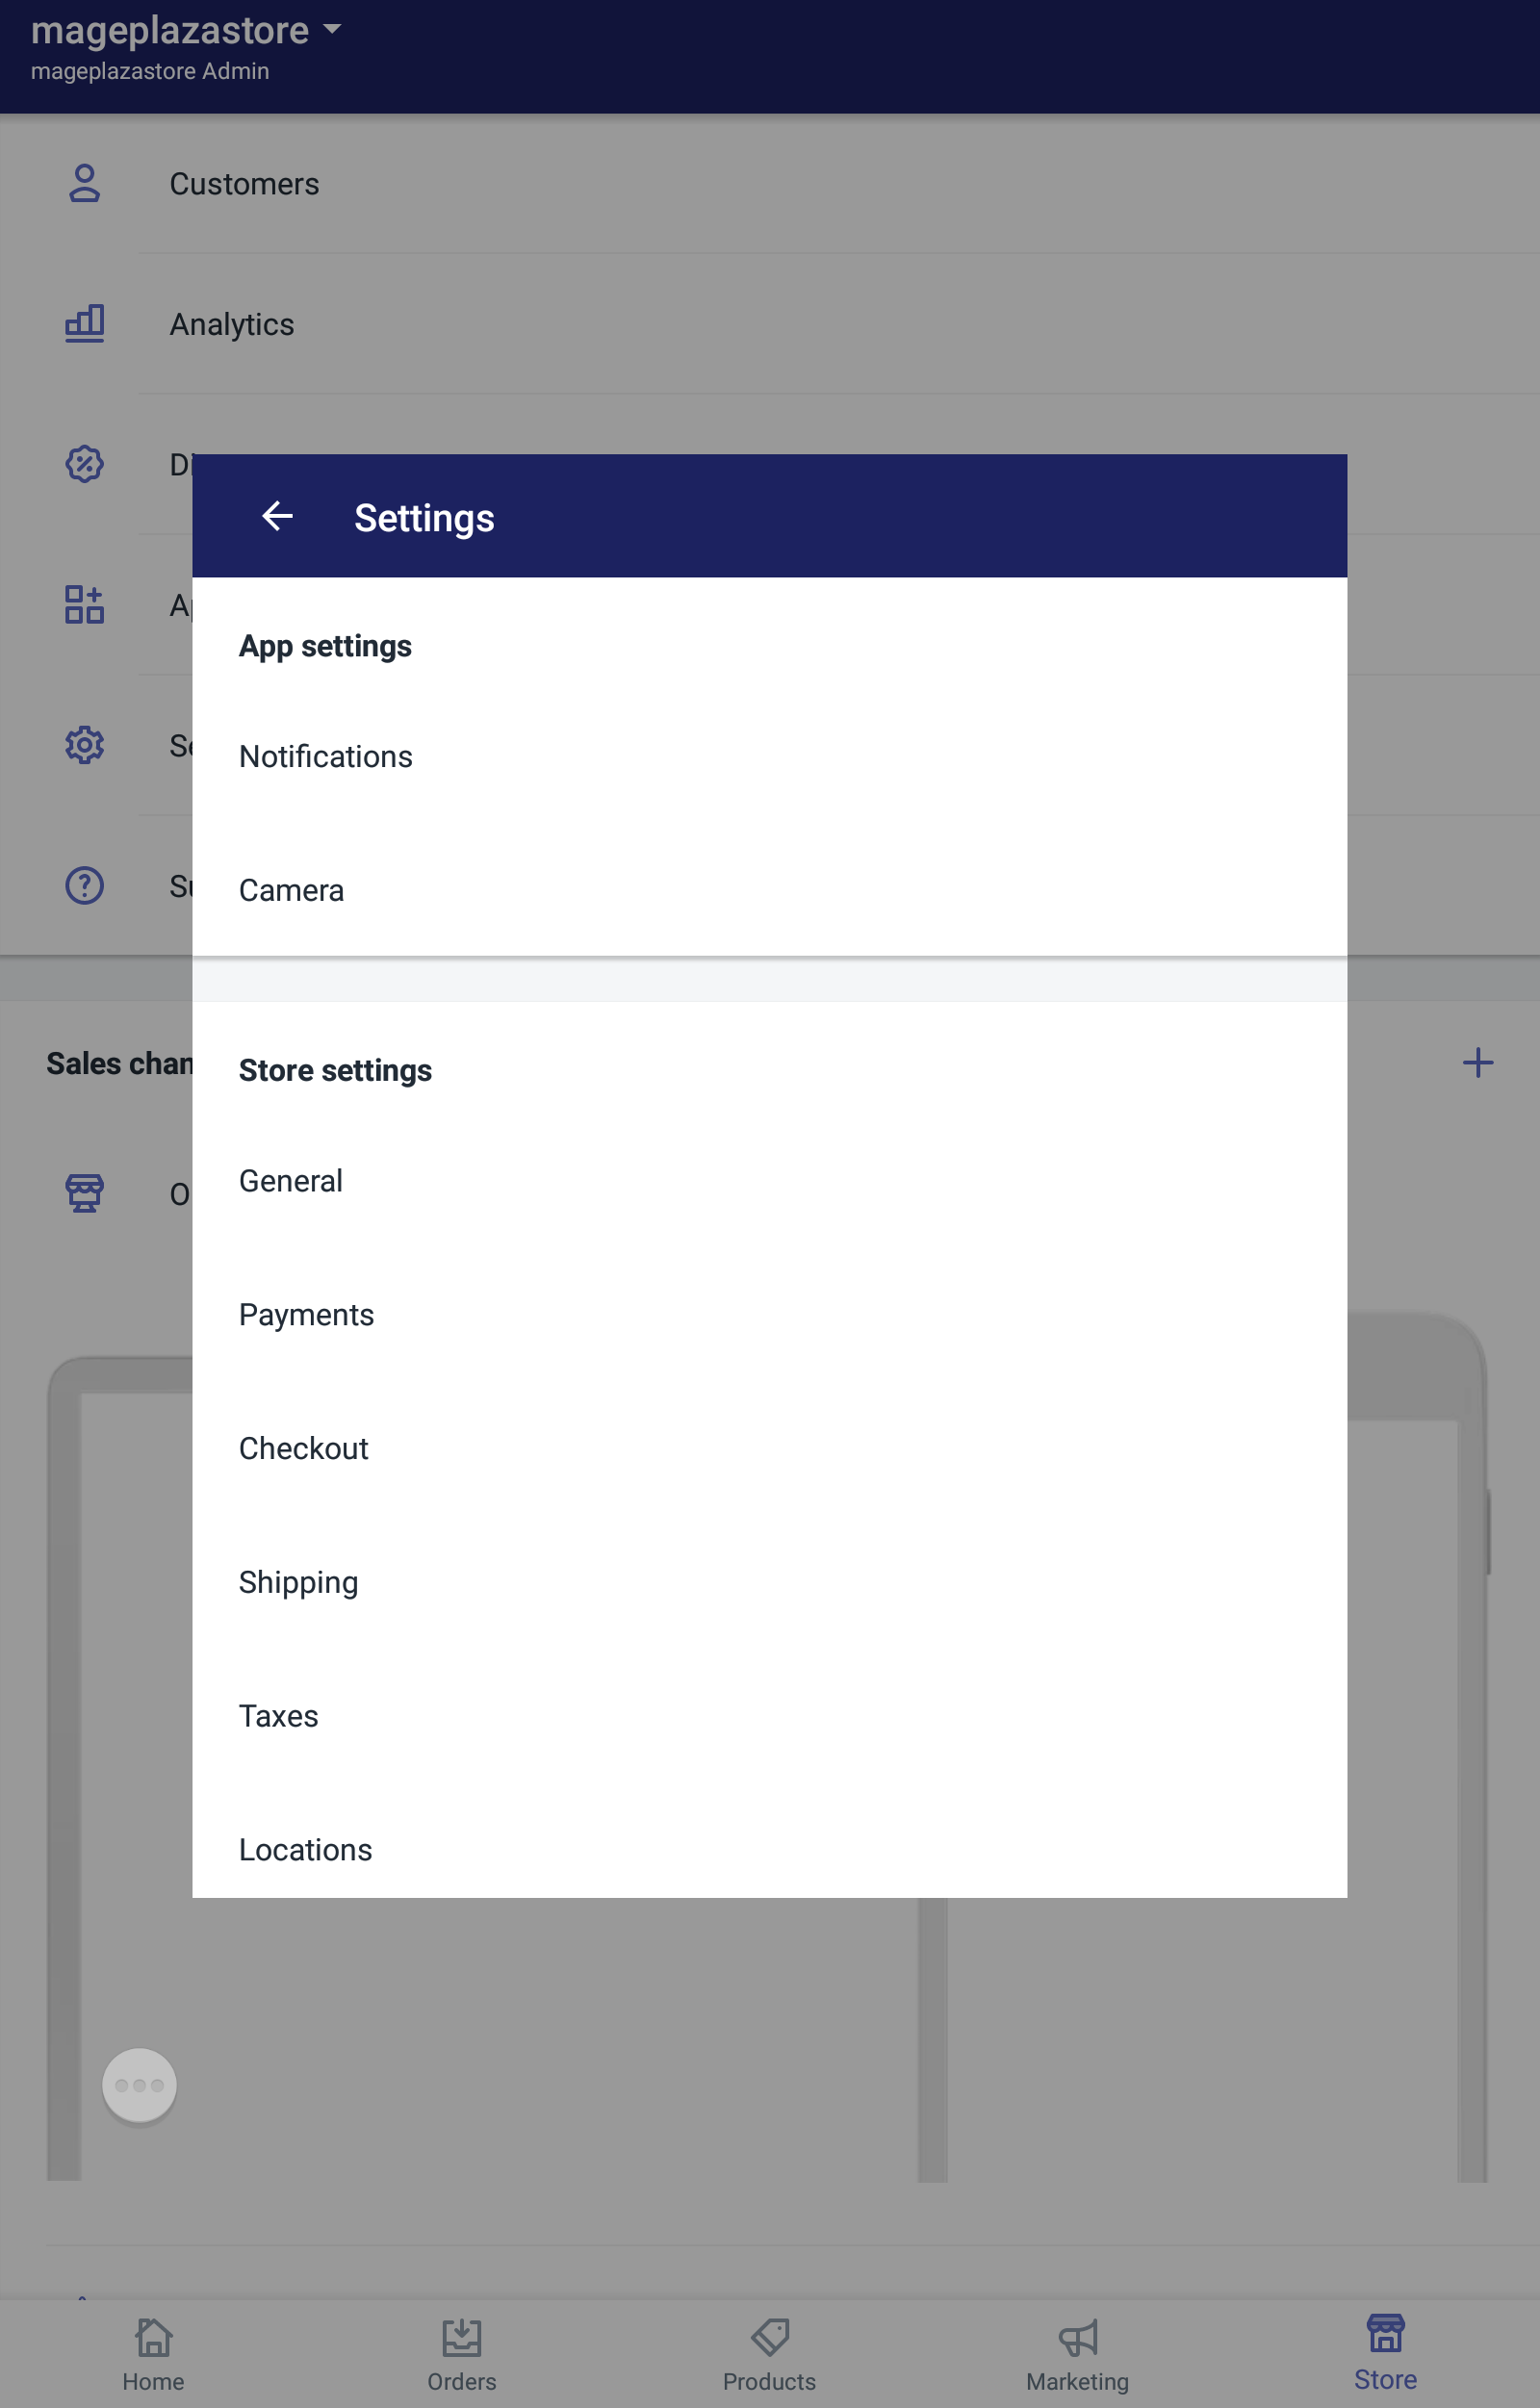 mageplazastore
mageplazastore Admin
Customers
Analytics
Settings
App settings
Notifications
Camera
Sales
Store settings
General
Payments
Checkout
Shipping
Taxes
Locations
Home
Orders
Products
Marketing
Store